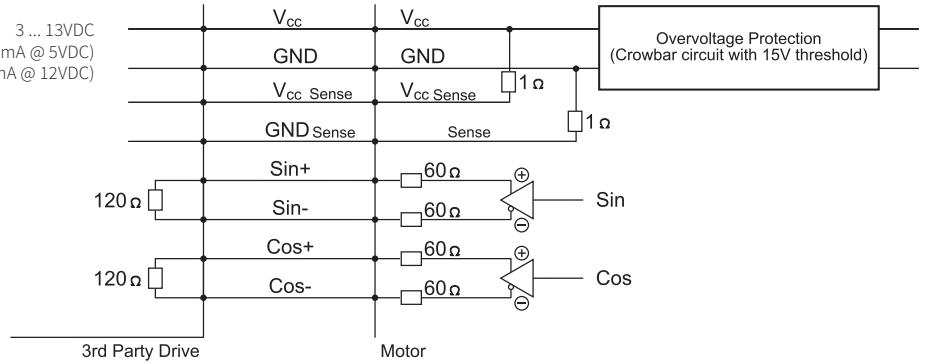 3 ... 13VDC
mA @ 5VDC)
mA @ 12VDC)
Vcc Vcc
GND GND
Vcc Sense Vcc Sense
GND Sense Sense
Overvoltage Protection
(Crowbar circuit with 15V threshold)
1 Ω
1 Ω
Sin+
60 Ω
120 Ω
Sin-
60 Ω
Sin
Cos+
60 Ω
120 Ω
Cos-
60 Ω
Cos
3rd Party Drive
Motor